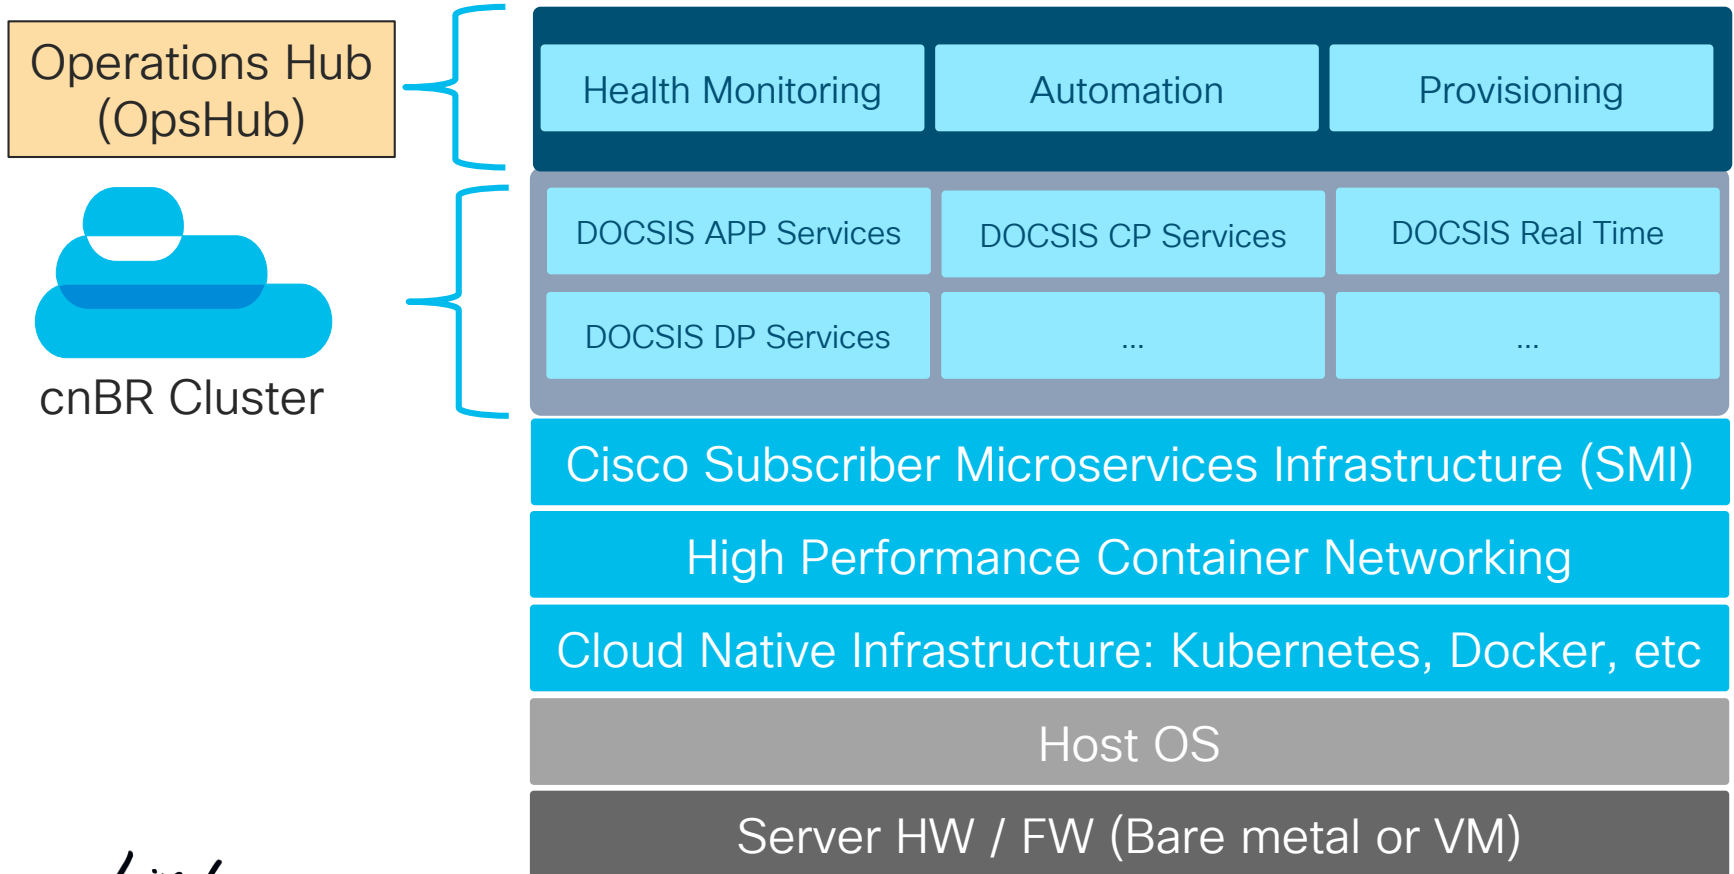 Operations Hub
(OpsHub)
Health Monitoring
Automation
Provisioning
cnBR Cluster
DOCSIS APP Services
DOCSIS CP Services
DOCSIS Real Time
DOCSIS DP Services
...
...
Cisco Subscriber Microservices Infrastructure (SMI)
High Performance Container Networking
Cloud Native Infrastructure: Kubernetes, Docker, etc
Host OS
Server HW / FW (Bare metal or VM)